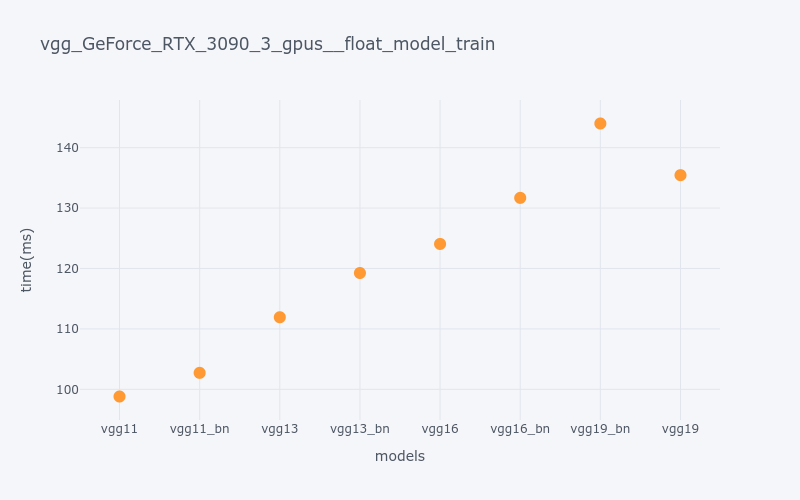 vgg_GeForce_RTX_3090_3_gpus__float_model_train
time(ms)
140
130
120
110
100
vgg11 vgg11_bn vgg13 vgg13_bn vgg16 vgg16_bn vgg19_bn vgg19
models